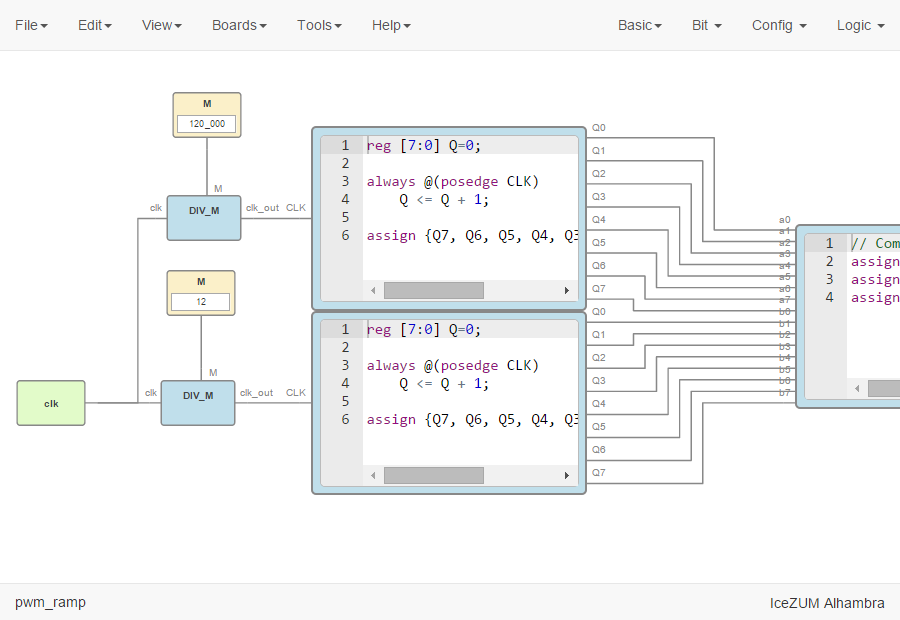 File Edit View Boards Tools Help Basic Bit Config Logic
M
120_000
M
clk DIV_M clk_out CLK
M
12
M
clk DIV_M clk_out CLK
clk
1 reg [7:0] Q=0;
2
3 always @(posedge CLK)
4 Q <= Q + 1;
5
6 assign {Q7, Q6, Q5, Q4, Q3
Q0
Q1
Q2
Q3
Q4
Q5
Q6
Q7
1 reg [7:0] Q=0;
2
3 always @(posedge CLK)
4 Q <= Q + 1;
5
6 assign {Q7, Q6, Q5, Q4, Q3
Q0
Q1
Q2
Q3
Q4
Q5
Q6
Q7
a0
a1
a2
a3
a4
a5
a6
a7
b0
b1
b2
b3
b4
b5
b6
b7
1 // Com
2 assign
3 assign
4 assign
pwm_ramp IceZUM Alhambra